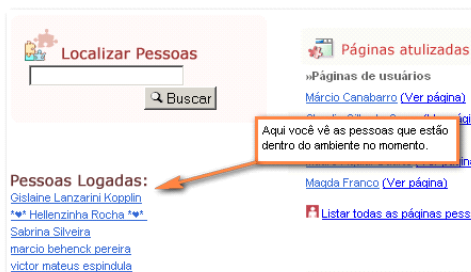 Localizar Pessoas
Buscar
Pessoas Logadas:
Gislaine Lanzarini Kopplin
*♥* Hellenzinha Rocha *♥*
Sabrina Silveira
marcio behenck pereira
victor mateus espindula
Páginas atulizadas
»Páginas de usuários
Márcio Canabarro (Ver página)
Aqui você vê as pessoas que estão
dentro do ambiente no momento.
Magda Franco (Ver página)
Listar todas as páginas pess